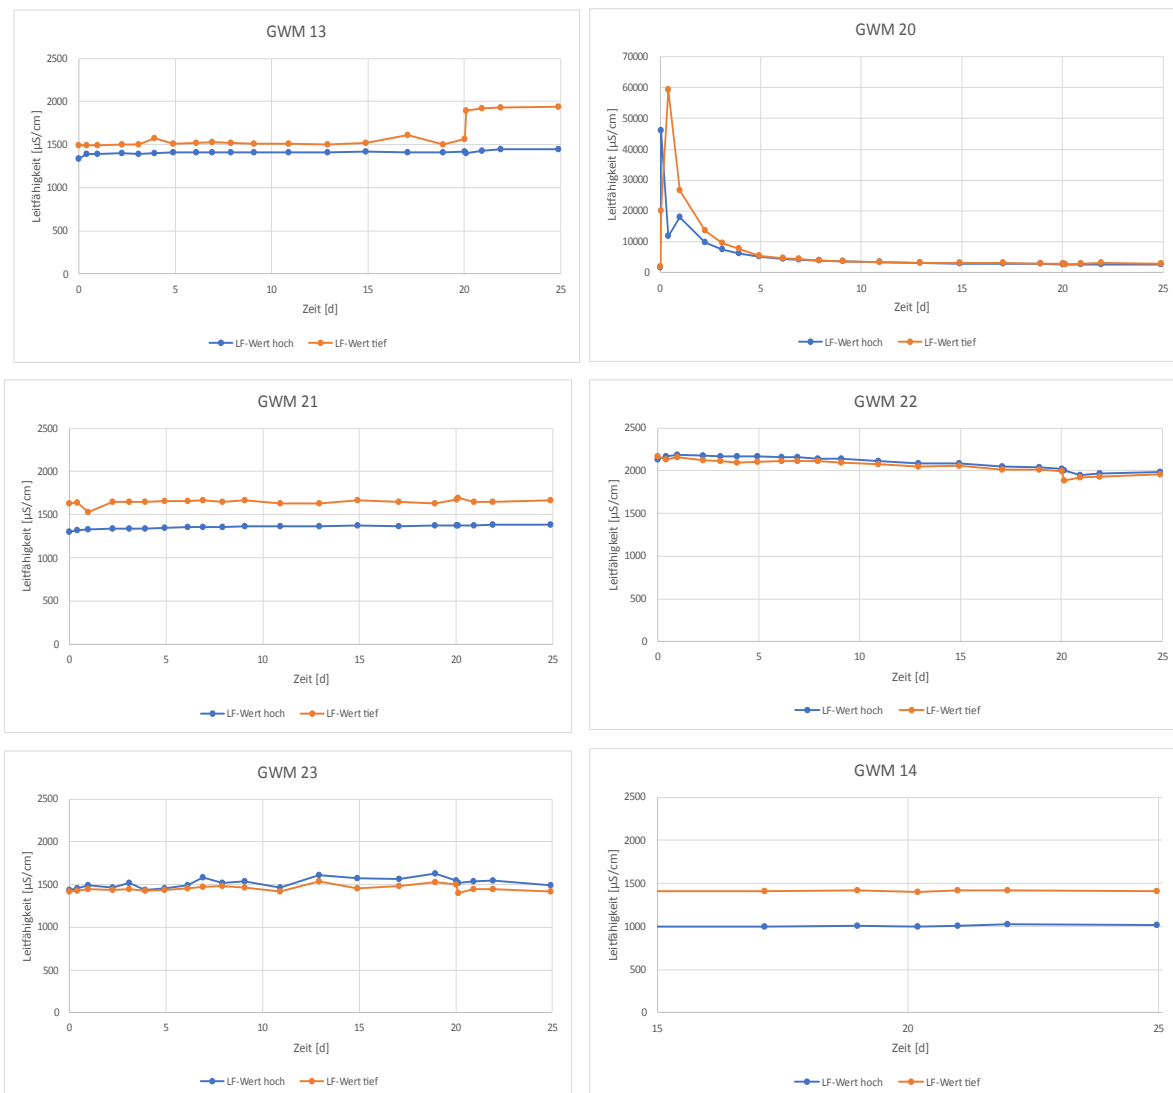 GWM 13
2500
2000
1500
1000
500
0
Leitfähigkeit [µS/cm]
0 5 10 15 20 25
Zeit [d]
LF-Wert hoch LF-Wert tief
GWM 20
70000
60000
50000
40000
30000
20000
10000
0
Leitfähigkeit [µS/cm]
0 5 10 15 20 25
Zeit [d]
LF-Wert hoch LF-Wert tief
GWM 21
2500
2000
1500
1000
500
0
Leitfähigkeit [µS/cm]
0 5 10 15 20 25
Zeit [d]
LF-Wert hoch LF-Wert tief
GWM 22
2500
2000
1500
1000
500
0
Leitfähigkeit [µS/cm]
0 5 10 15 20 25
Zeit [d]
LF-Wert hoch LF-Wert tief
GWM 23
2500
2000
1500
1000
500
0
Leitfähigkeit [µS/cm]
0 5 10 15 20 25
Zeit [d]
LF-Wert hoch LF-Wert tief
GWM 14
2500
2000
1500
1000
500
0
Leitfähigkeit [µS/cm]
15 20 25
Zeit [d]
LF-Wert hoch LF-Wert tief